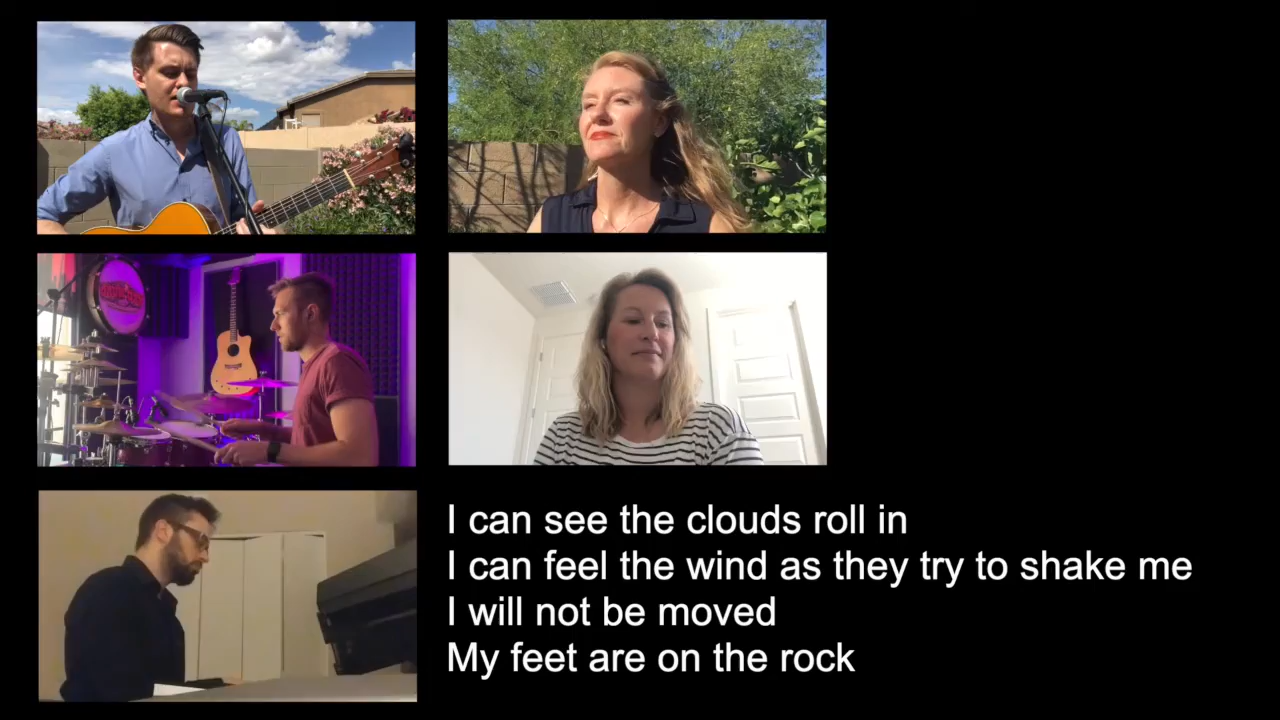 I can see the clouds roll in
I can feel the wind as they try to shake me
I will not be moved
My feet are on the rock